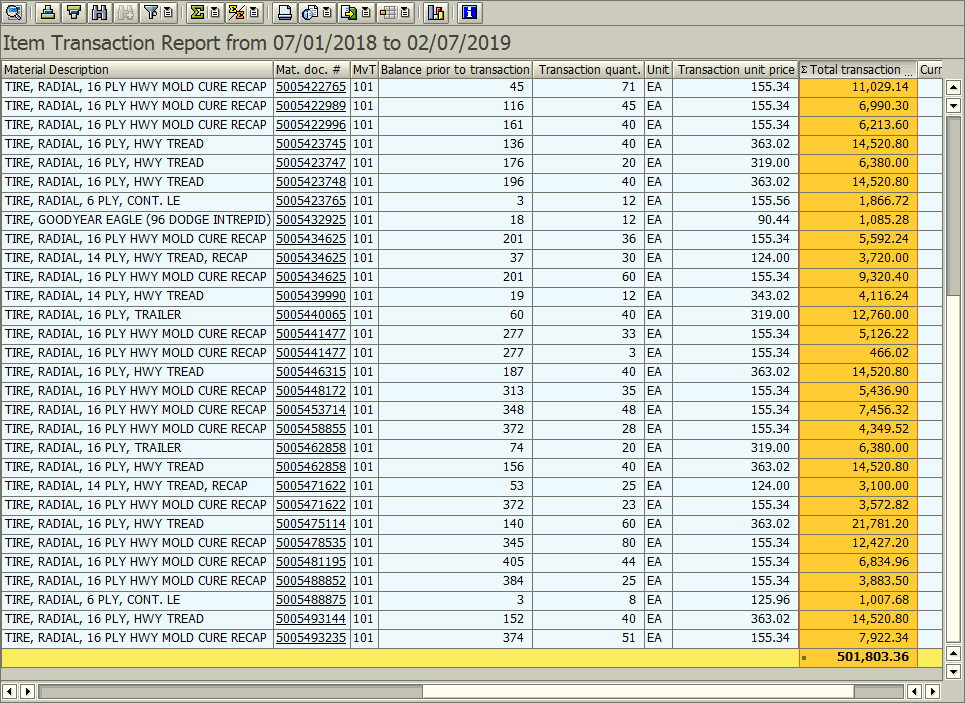 Item Transaction Report from 07/01/2018 to 02/07/2019
Material Description Mat. doc. # MvT Balance prior to transaction Transaction quant. Unit Transaction unit price Σ Total transaction ... Curr
TIRE, RADIAL, 16 PLY HWY MOLD CURE RECAP 5005422765 101 45 71 EA 155.34 11,029.14
TIRE, RADIAL, 16 PLY HWY MOLD CURE RECAP 5005422989 101 116 45 EA 155.34 6,990.30
TIRE, RADIAL, 16 PLY HWY MOLD CURE RECAP 5005422996 101 161 40 EA 155.34 6,213.60
TIRE, RADIAL, 16 PLY, HWY TREAD 5005423745 101 136 40 EA 363.02 14,520.80
TIRE, RADIAL, 16 PLY, HWY TREAD 5005423747 101 176 20 EA 319.00 6,380.00
TIRE, RADIAL, 16 PLY, HWY TREAD 5005423748 101 196 40 EA 363.02 14,520.80
TIRE, RADIAL, 6 PLY, CONT. LE 5005423765 101 3 12 EA 155.56 1,866.72
TIRE, GOODYEAR EAGLE (96 DODGE INTREPID) 5005432925 101 18 12 EA 90.44 1,085.28
TIRE, RADIAL, 16 PLY HWY MOLD CURE RECAP 5005434625 101 201 36 EA 155.34 5,592.24
TIRE, RADIAL, 14 PLY, HWY TREAD, RECAP 5005434625 101 37 30 EA 124.00 3,720.00
TIRE, RADIAL, 16 PLY HWY MOLD CURE RECAP 5005434625 101 201 60 EA 155.34 9,320.40
TIRE, RADIAL, 14 PLY, HWY TREAD 5005439990 101 19 12 EA 343.02 4,116.24
TIRE, RADIAL, 16 PLY, TRAILER 5005440065 101 60 40 EA 319.00 12,760.00
TIRE, RADIAL, 16 PLY HWY MOLD CURE RECAP 5005441477 101 277 33 EA 155.34 5,126.22
TIRE, RADIAL, 16 PLY HWY MOLD CURE RECAP 5005441477 101 277 3 EA 155.34 466.02
TIRE, RADIAL, 16 PLY, HWY TREAD 5005446315 101 187 40 EA 363.02 14,520.80
TIRE, RADIAL, 16 PLY HWY MOLD CURE RECAP 5005448172 101 313 35 EA 155.34 5,436.90
TIRE, RADIAL, 16 PLY HWY MOLD CURE RECAP 5005453714 101 348 48 EA 155.34 7,456.32
TIRE, RADIAL, 16 PLY HWY MOLD CURE RECAP 5005458855 101 372 28 EA 155.34 4,349.52
TIRE, RADIAL, 16 PLY, TRAILER 5005462858 101 74 20 EA 319.00 6,380.00
TIRE, RADIAL, 16 PLY, HWY TREAD 5005462858 101 156 40 EA 363.02 14,520.80
TIRE, RADIAL, 14 PLY, HWY TREAD, RECAP 5005471622 101 53 25 EA 124.00 3,100.00
TIRE, RADIAL, 16 PLY HWY MOLD CURE RECAP 5005471622 101 372 23 EA 155.34 3,572.82
TIRE, RADIAL, 16 PLY, HWY TREAD 5005475114 101 140 60 EA 363.02 21,781.20
TIRE, RADIAL, 16 PLY HWY MOLD CURE RECAP 5005478535 101 345 80 EA 155.34 12,427.20
TIRE, RADIAL, 16 PLY HWY MOLD CURE RECAP 5005481195 101 405 44 EA 155.34 6,834.96
TIRE, RADIAL, 16 PLY HWY MOLD CURE RECAP 5005488852 101 384 25 EA 155.34 3,883.50
TIRE, RADIAL, 6 PLY, CONT. LE 5005488875 101 3 8 EA 125.96 1,007.68
TIRE, RADIAL, 16 PLY, HWY TREAD 5005493144 101 152 40 EA 363.02 14,520.80
TIRE, RADIAL, 16 PLY HWY MOLD CURE RECAP 5005493235 101 374 51 EA 155.34 7,922.34
501,803.36